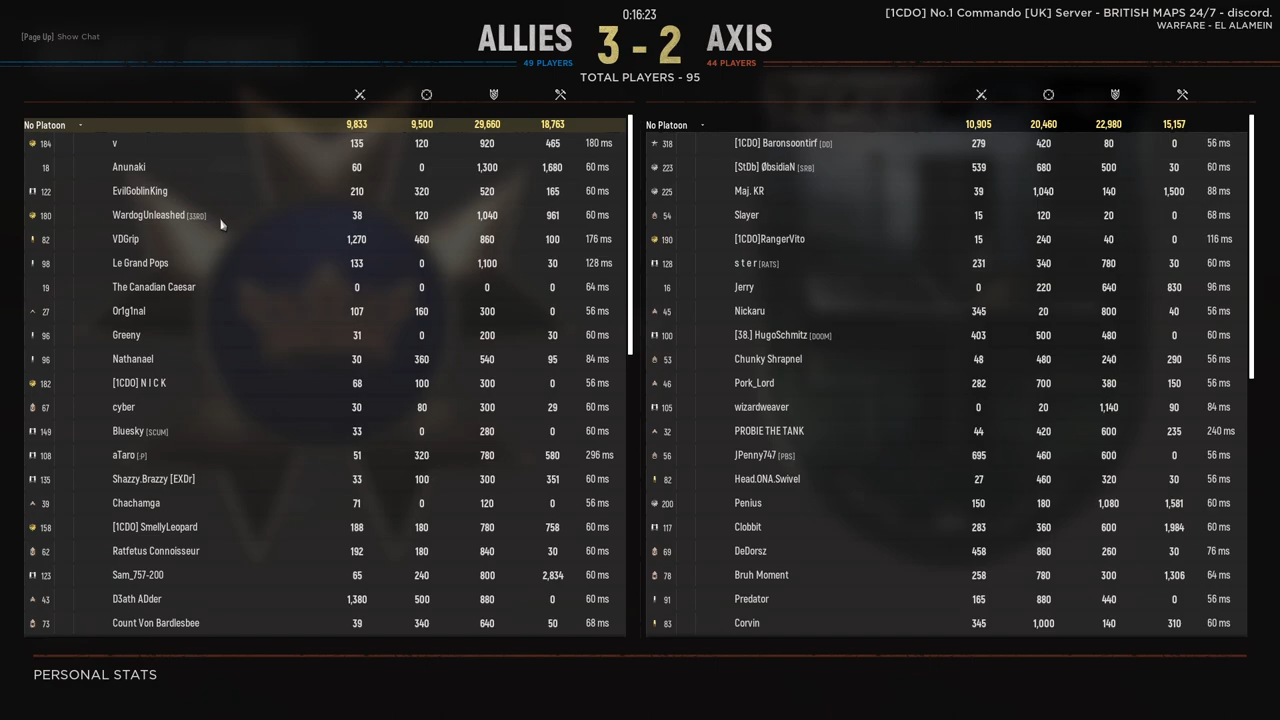 0:16:23
[1CDO] No.1 Commando [UK] Server - BRITISH MAPS 24/7 - discord.
WARFARE - EL ALAMEIN
[Page Up] Show Chat
ALLIES 3 - 2 AXIS
49 PLAYERS 44 PLAYERS
TOTAL PLAYERS - 95
No Platoon - 9,833 9,500 29,660 18,763
184 v 135 120 920 465 180 ms
18 Anunaki 60 0 1,300 1,680 60 ms
122 EvilGoblinKing 210 320 520 165 60 ms
180 WardogUnleashed [33RD] 38 120 1,040 961 60 ms
82 VDGrip 1,270 460 860 100 176 ms
98 Le Grand Pops 133 0 1,100 30 128 ms
19 The Canadian Caesar 0 0 0 0 64 ms
27 Or1g1nal 107 160 300 0 56 ms
96 Greeny 31 0 200 30 60 ms
96 Nathanael 30 360 540 95 84 ms
182 [1CDO] N I C K 68 100 300 0 56 ms
67 cyber 30 80 300 29 60 ms
149 Bluesky [SCUM] 33 0 280 0 60 ms
108 aTaro [:P] 51 320 780 580 296 ms
135 Shazzy.Brazzy [EXDr] 33 100 300 351 60 ms
39 Chachamga 71 0 120 0 56 ms
158 [1CDO] SmellyLeopard 188 180 780 758 60 ms
62 Ratfetus Connoisseur 192 180 840 30 60 ms
123 Sam_757-200 65 240 800 2,834 60 ms
43 D3ath ADder 1,380 500 880 0 60 ms
73 Count Von Bardlesbee 39 340 640 50 68 ms
No Platoon - 10,905 20,460 22,980 15,157
318 [1CDO] Baronsoontirf [DD] 279 420 80 0 56 ms
223 [StDb] ØbsidiaN [SRB] 539 680 500 30 60 ms
225 Maj. KR 39 1,040 140 1,500 88 ms
54 Slayer 15 120 20 0 68 ms
190 [1CDO]RangerVito 15 240 40 0 116 ms
128 s t e r [RATS] 231 340 780 30 60 ms
16 Jerry 0 220 640 830 96 ms
45 Nickaru 345 20 800 40 56 ms
100 [38.] HugoSchmitz [DOOM] 403 500 480 0 60 ms
53 Chunky Shrapnel 48 480 240 290 56 ms
46 Pork_Lord 282 700 380 150 56 ms
105 wizardweaver 0 20 1,140 90 84 ms
32 PROBIE THE TANK 44 420 600 235 240 ms
56 JPenny747 [PBS] 695 460 600 0 56 ms
82 Head.ONA.Swivel 27 460 320 30 56 ms
200 Penius 150 180 1,080 1,581 60 ms
117 Clobbit 283 360 600 1,984 60 ms
69 DeDorsz 458 860 260 30 76 ms
78 Bruh Moment 258 780 300 1,306 64 ms
91 Predator 165 880 440 0 56 ms
83 Corvin 345 1,000 140 310 60 ms
PERSONAL STATS